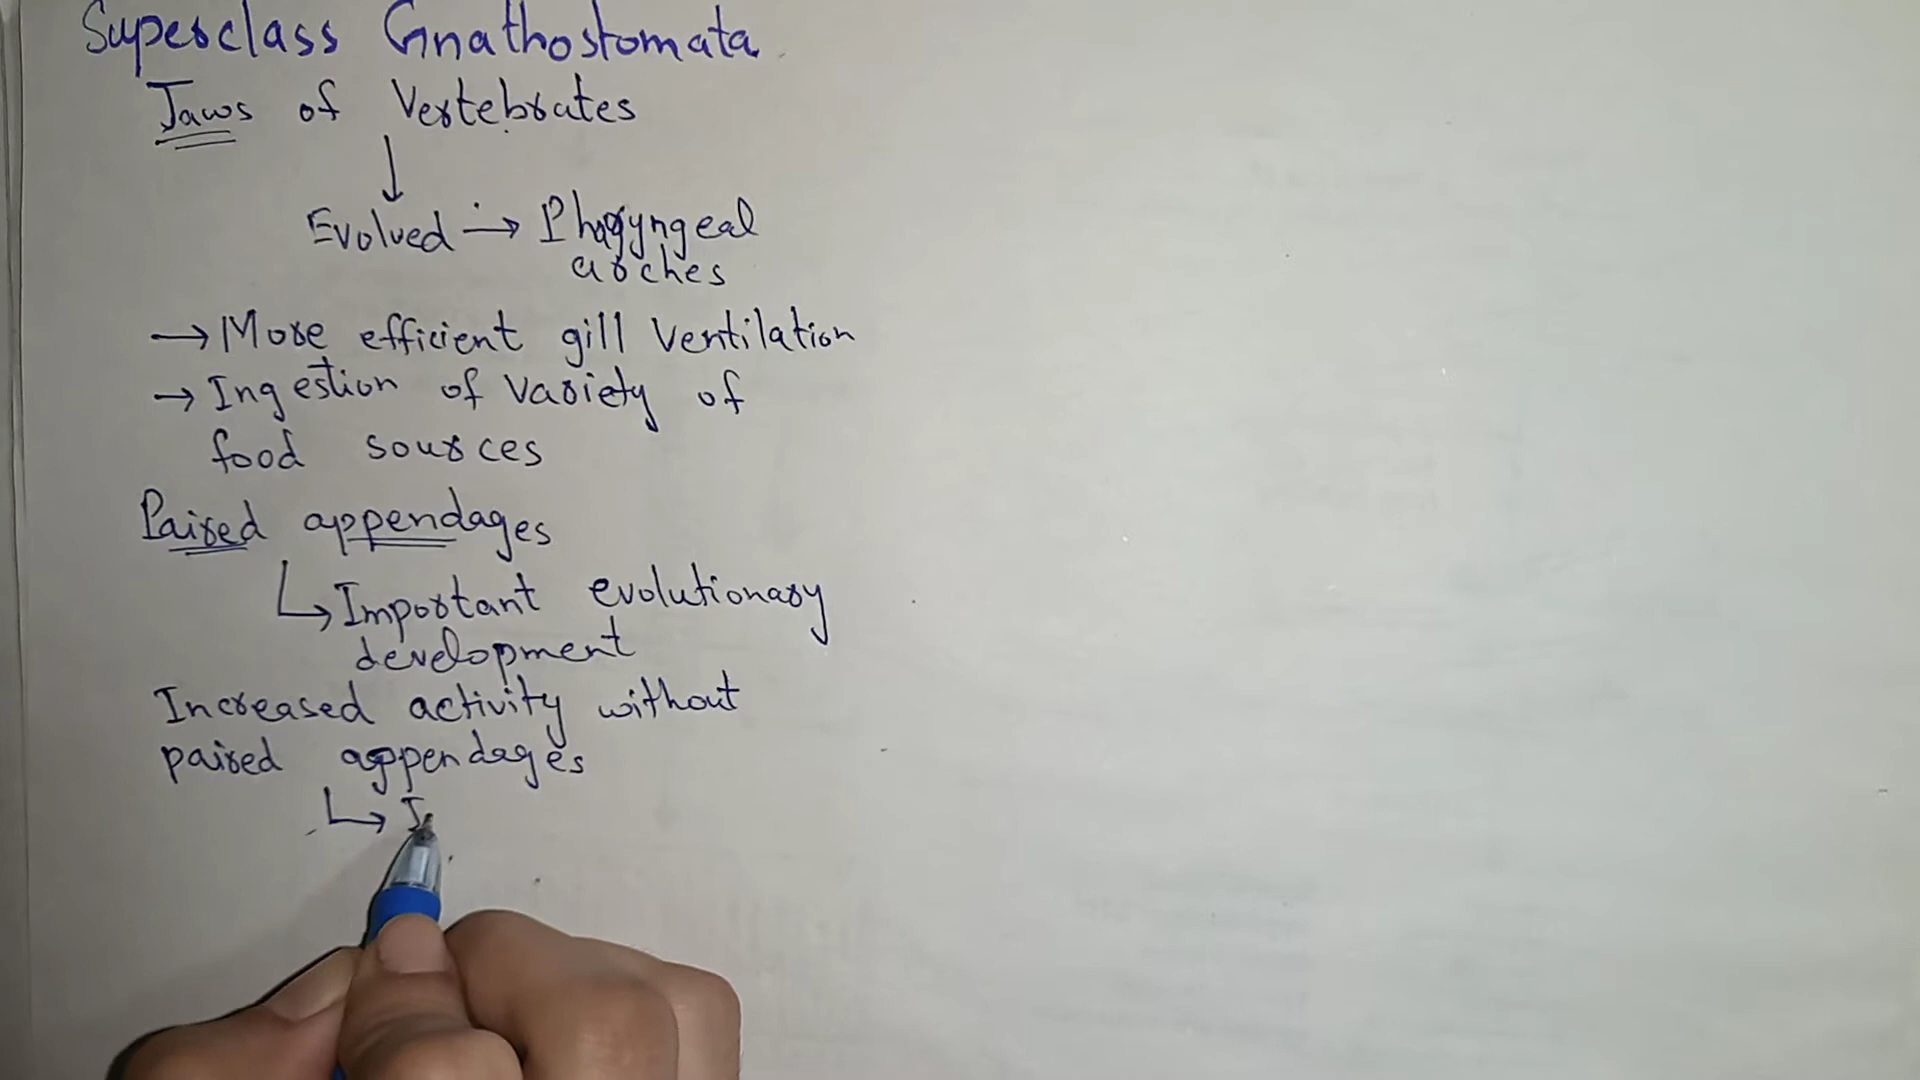 Superclass Gnathostomata
Jaws of Vertebrates
↓
Evolved → Pharyngeal
arches
→ More efficient gill ventilation
→ Ingestion of variety of
food sources
Paired appendages
↳ Important evolutionary
development
Increased activity without
paired appendages
↳ I